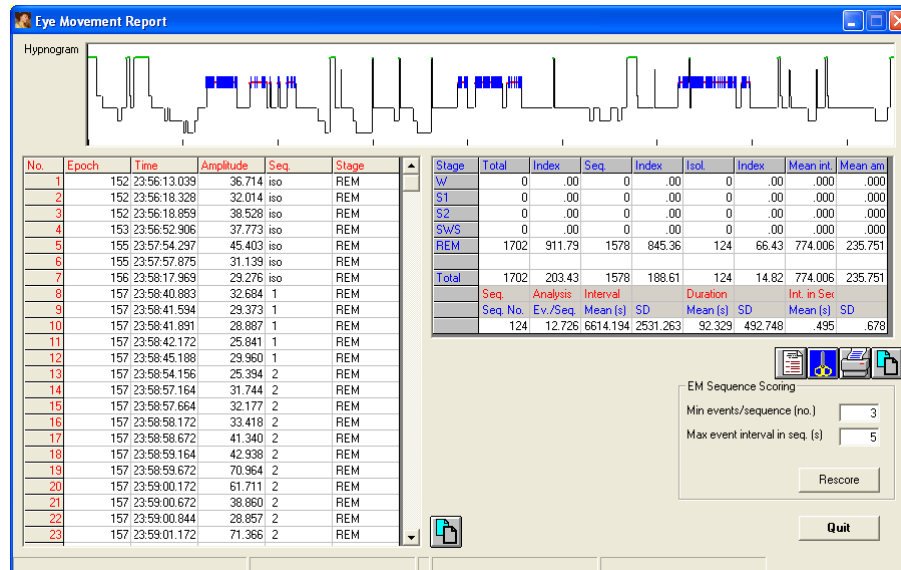 Eye Movement Report
Hypnogram
No. Epoch Time Amplitude Seq. Stage
1 152 23:56:13.039 36.714 iso REM
2 152 23:56:18.328 32.014 iso REM
3 152 23:56:18.859 38.528 iso REM
4 153 23:56:52.906 37.773 iso REM
5 155 23:57:54.297 45.403 iso REM
6 155 23:57:57.875 31.139 iso REM
7 156 23:58:17.969 29.276 iso REM
8 157 23:58:40.883 32.684 1 REM
9 157 23:58:41.594 29.373 1 REM
10 157 23:58:41.891 28.887 1 REM
11 157 23:58:42.172 25.841 1 REM
12 157 23:58:45.188 29.960 1 REM
13 157 23:58:54.156 25.394 2 REM
14 157 23:58:57.164 31.744 2 REM
15 157 23:58:57.664 32.177 2 REM
16 157 23:58:58.172 33.418 2 REM
17 157 23:58:58.672 41.340 2 REM
18 157 23:58:59.164 42.938 2 REM
19 157 23:58:59.672 70.964 2 REM
20 157 23:59:00.172 61.711 2 REM
21 157 23:59:00.672 38.860 2 REM
22 157 23:59:00.844 28.857 2 REM
23 157 23:59:01.172 71.366 2 REM
Stage Total Index Seq. Index Isol. Index Mean int. Mean am
W 0 .00 0 .00 0 .00 .000 .000
S1 0 .00 0 .00 0 .00 .000 .000
S2 0 .00 0 .00 0 .00 .000 .000
SWS 0 .00 0 .00 0 .00 .000 .000
REM 1702 911.79 1578 845.36 124 66.43 774.006 235.751
Total 1702 203.43 1578 188.61 124 14.82 774.006 235.751
Seq. Analysis Interval Duration Int. in Sec
Seq. No. Ev./Seq. Mean (s) SD Mean (s) SD Mean (s) SD
124 12.726 6614.194 2531.263 92.329 492.748 .495 .678
EM Sequence Scoring
Min events/sequence (no.) 3
Max event interval in seq. (s) 5
Rescore
Quit